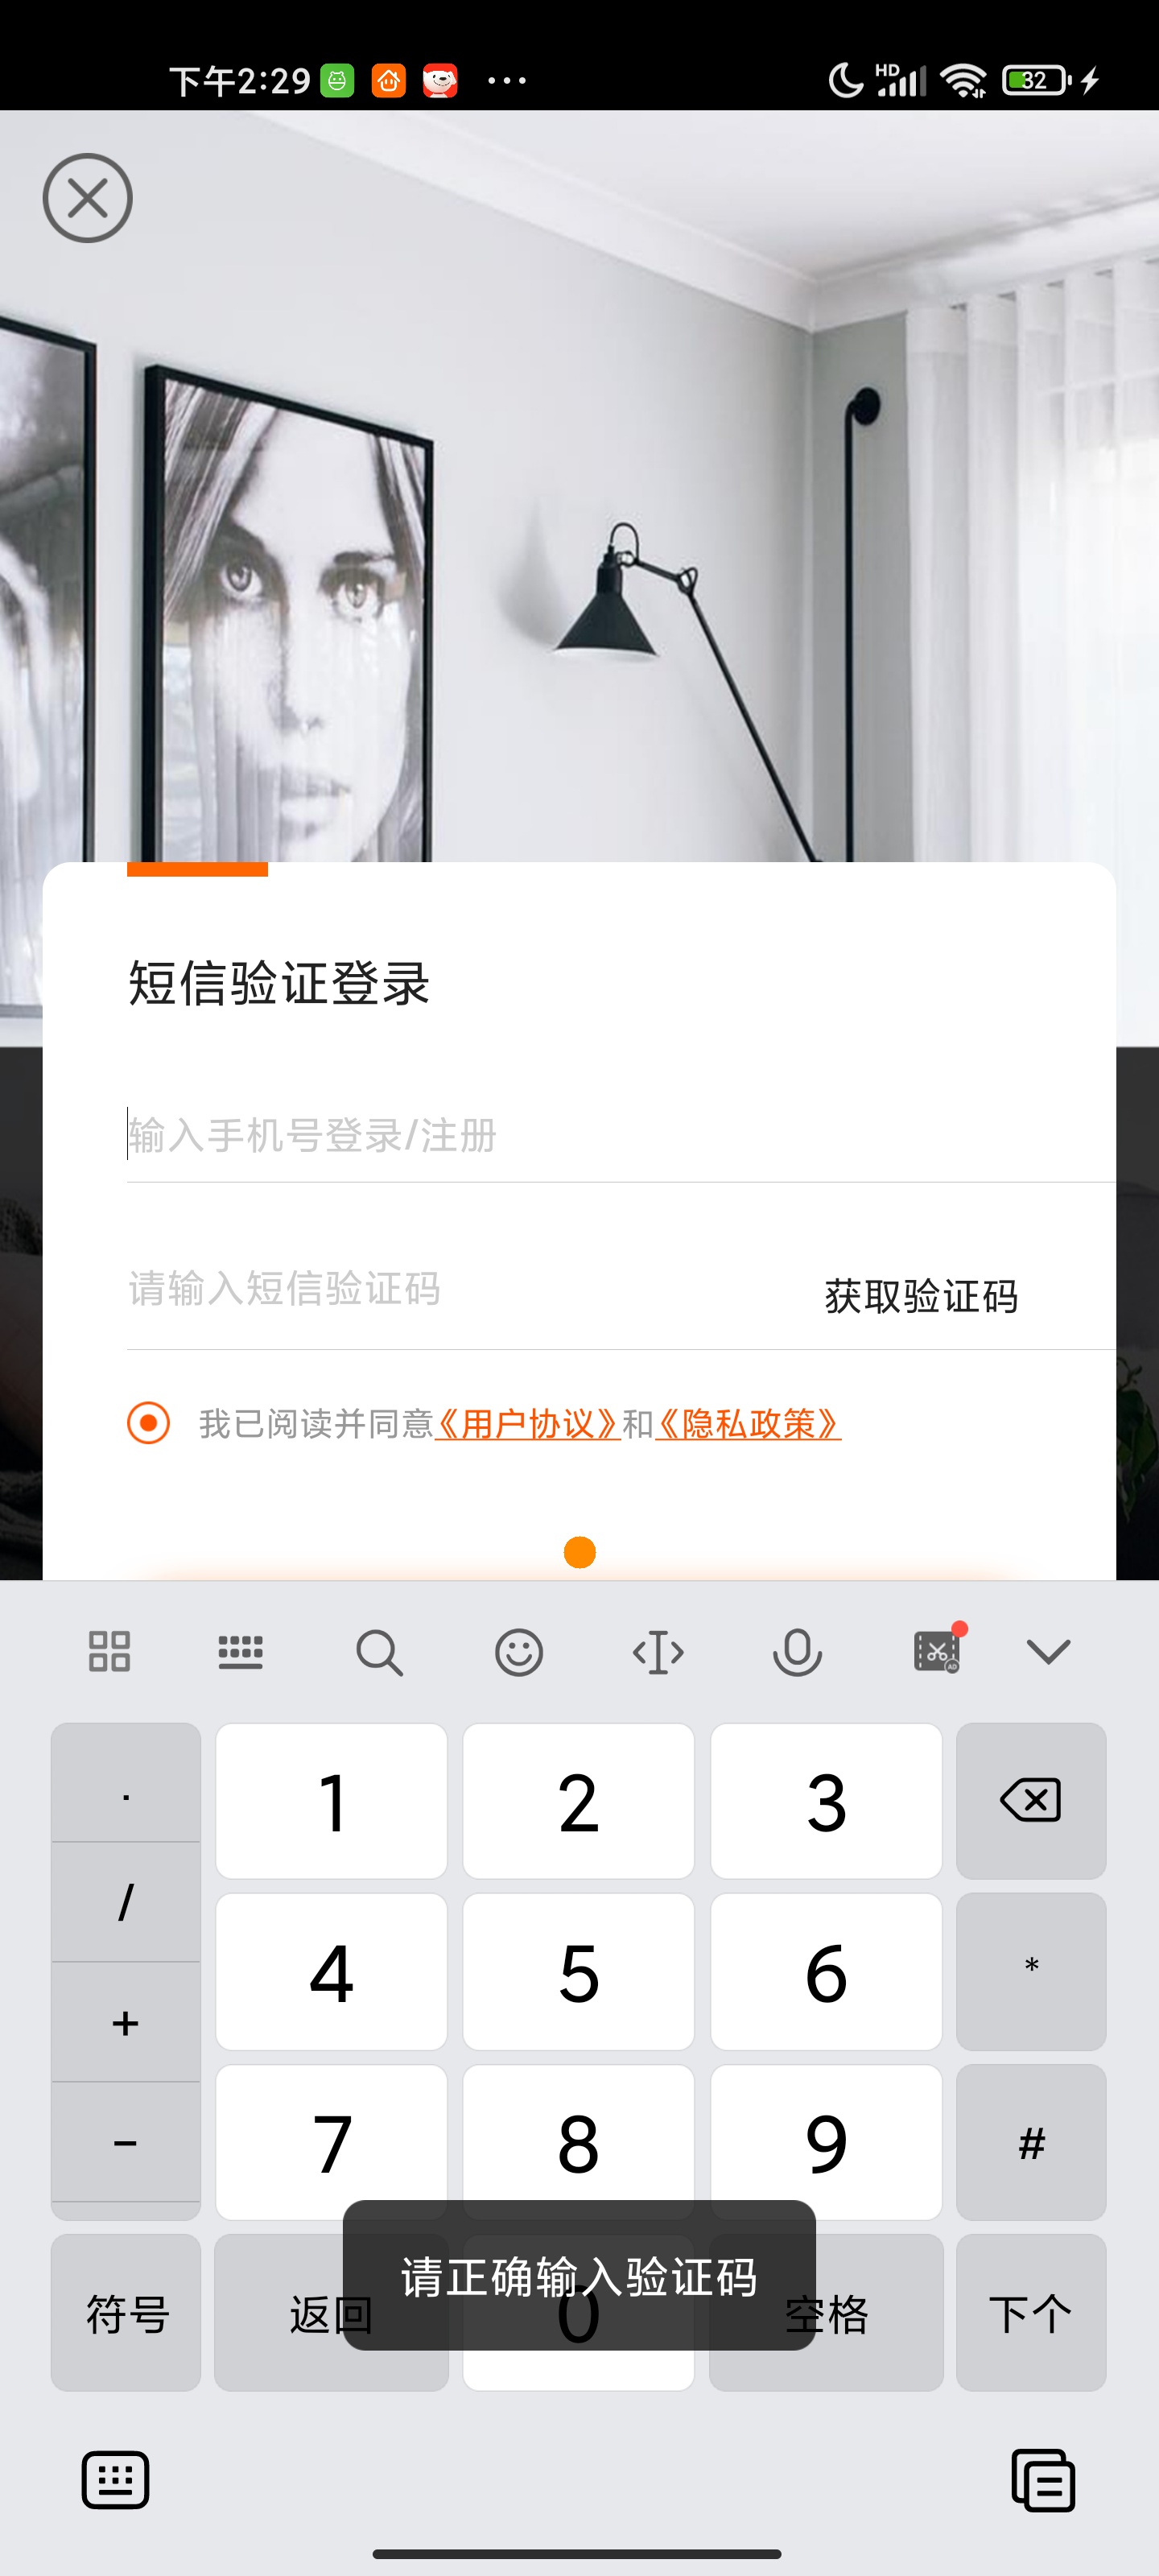 下午2:29 ... HD 32
短信验证登录
输入手机号登录/注册
请输入短信验证码 获取验证码
我已阅读并同意《用户协议》和《隐私政策》
AD
. 1 2 3
/ 4 5 6 *
+
- 7 8 9 #
请正确输入验证码
符号 返回 0 空格 下个